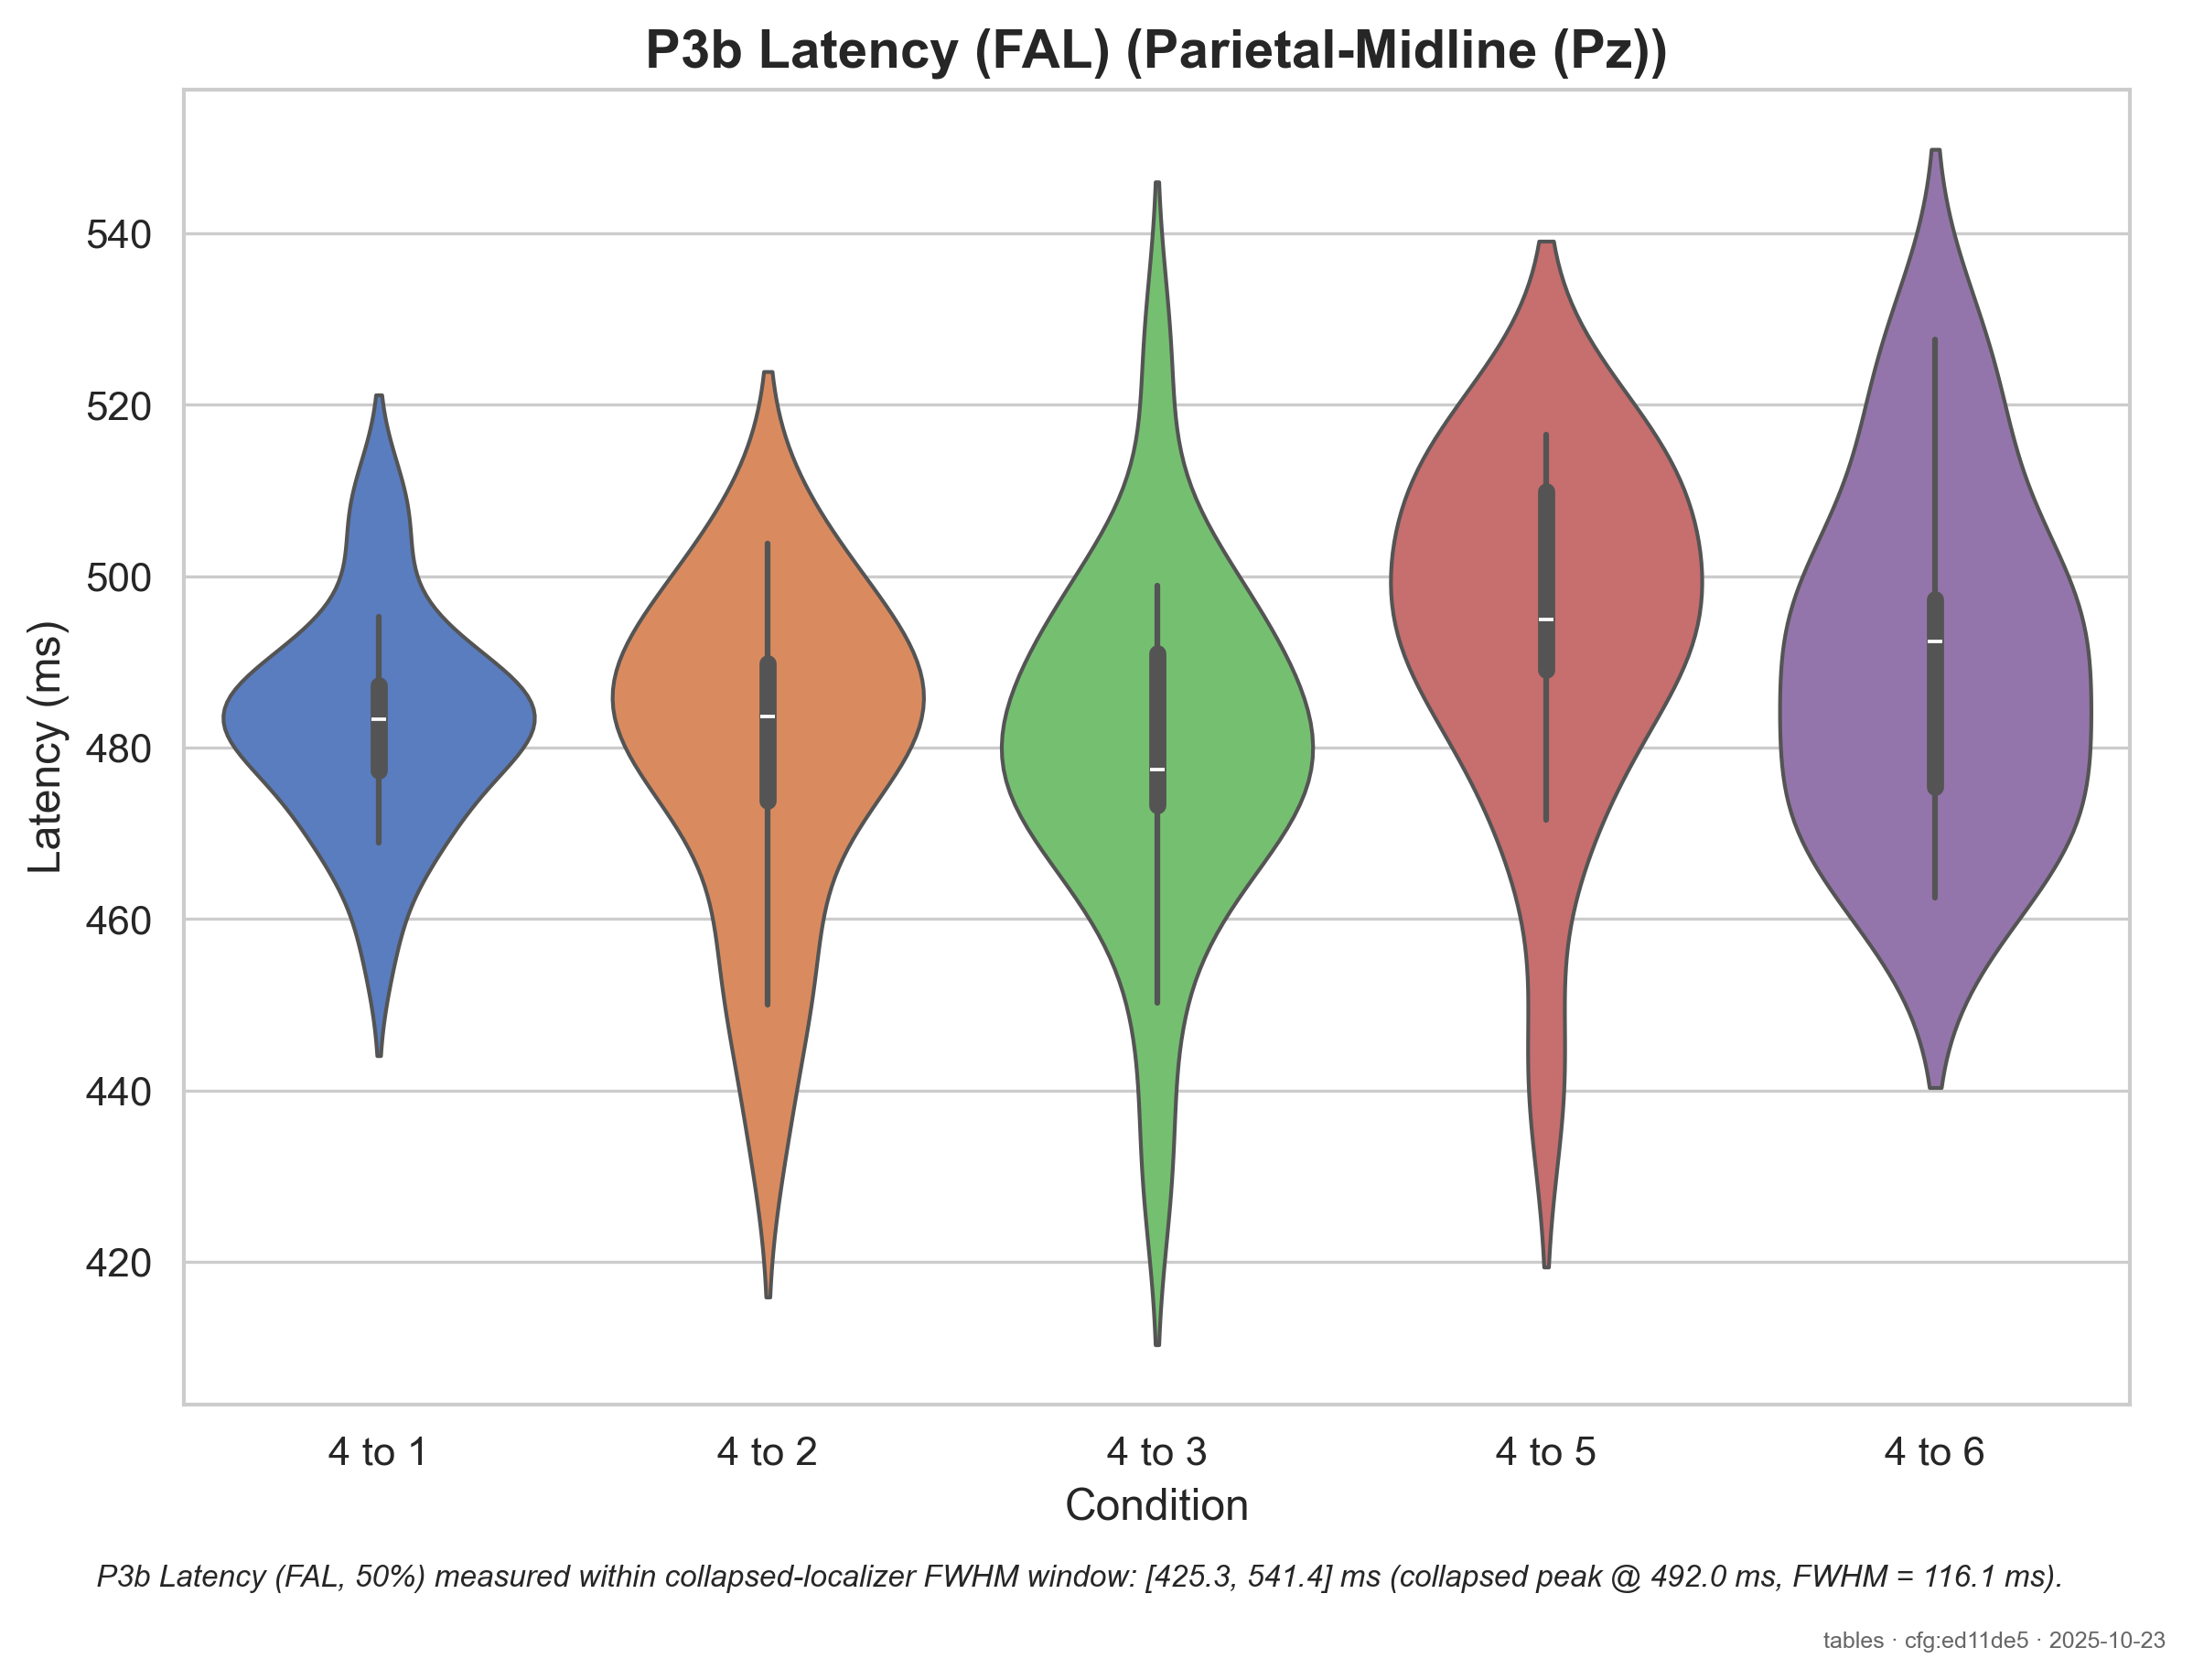 P3b Latency (FAL) (Parietal-Midline (Pz))
Latency (ms)
540
520
500
480
460
440
420
4 to 1
4 to 2
4 to 3
4 to 5
4 to 6
Condition
P3b Latency (FAL, 50%) measured within collapsed-localizer FWHM window: [425.3, 541.4] ms (collapsed peak @ 492.0 ms, FWHM = 116.1 ms).
tables · cfg:ed11de5 · 2025-10-23